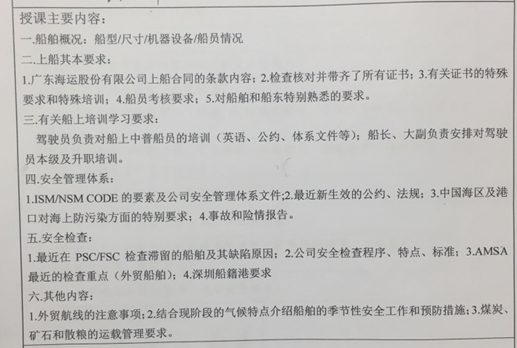 授课主要内容：
一.船舶概况；船型/尺寸/机器设备/船员情况
二.上船其本要求：
1.广东海运股份有限公司上船合同的条款内容；2.检查核对并带齐了所有证书；3.有关证书的特殊
要求和特殊培训；4.船员考核要求；5.对船舶和船东特别熟悉的要求。
三.有关船上培训学习要求：
驾驶员负责对船上中普船员的培训（英语、公约、体系文件等）；船长、大副负责安排对驾驶
员本级及升职培训。
四.安全管理体系：
1.ISM/NSM CODE 的要素及公司安全管理体系文件;2.最近新生效的公约、法规；3.中国海区及港
口对海上防污染方面的特别要求；4.事故和险情报告。
五.安全检查：
1.最近在 PSC/FSC 检查滞留的船舶及其缺陷原因；2.公司安全检查程序、特点、标准；3.AMSA
最近的检查重点（外贸船舶）；4.深圳船籍港要求
六.其他内容：
1.外贸航线的注意事项；2.结合现阶段的气候特点介绍船舶的季节性安全工作和预防措施；3.煤炭、
矿石和散粮的运载管理要求。